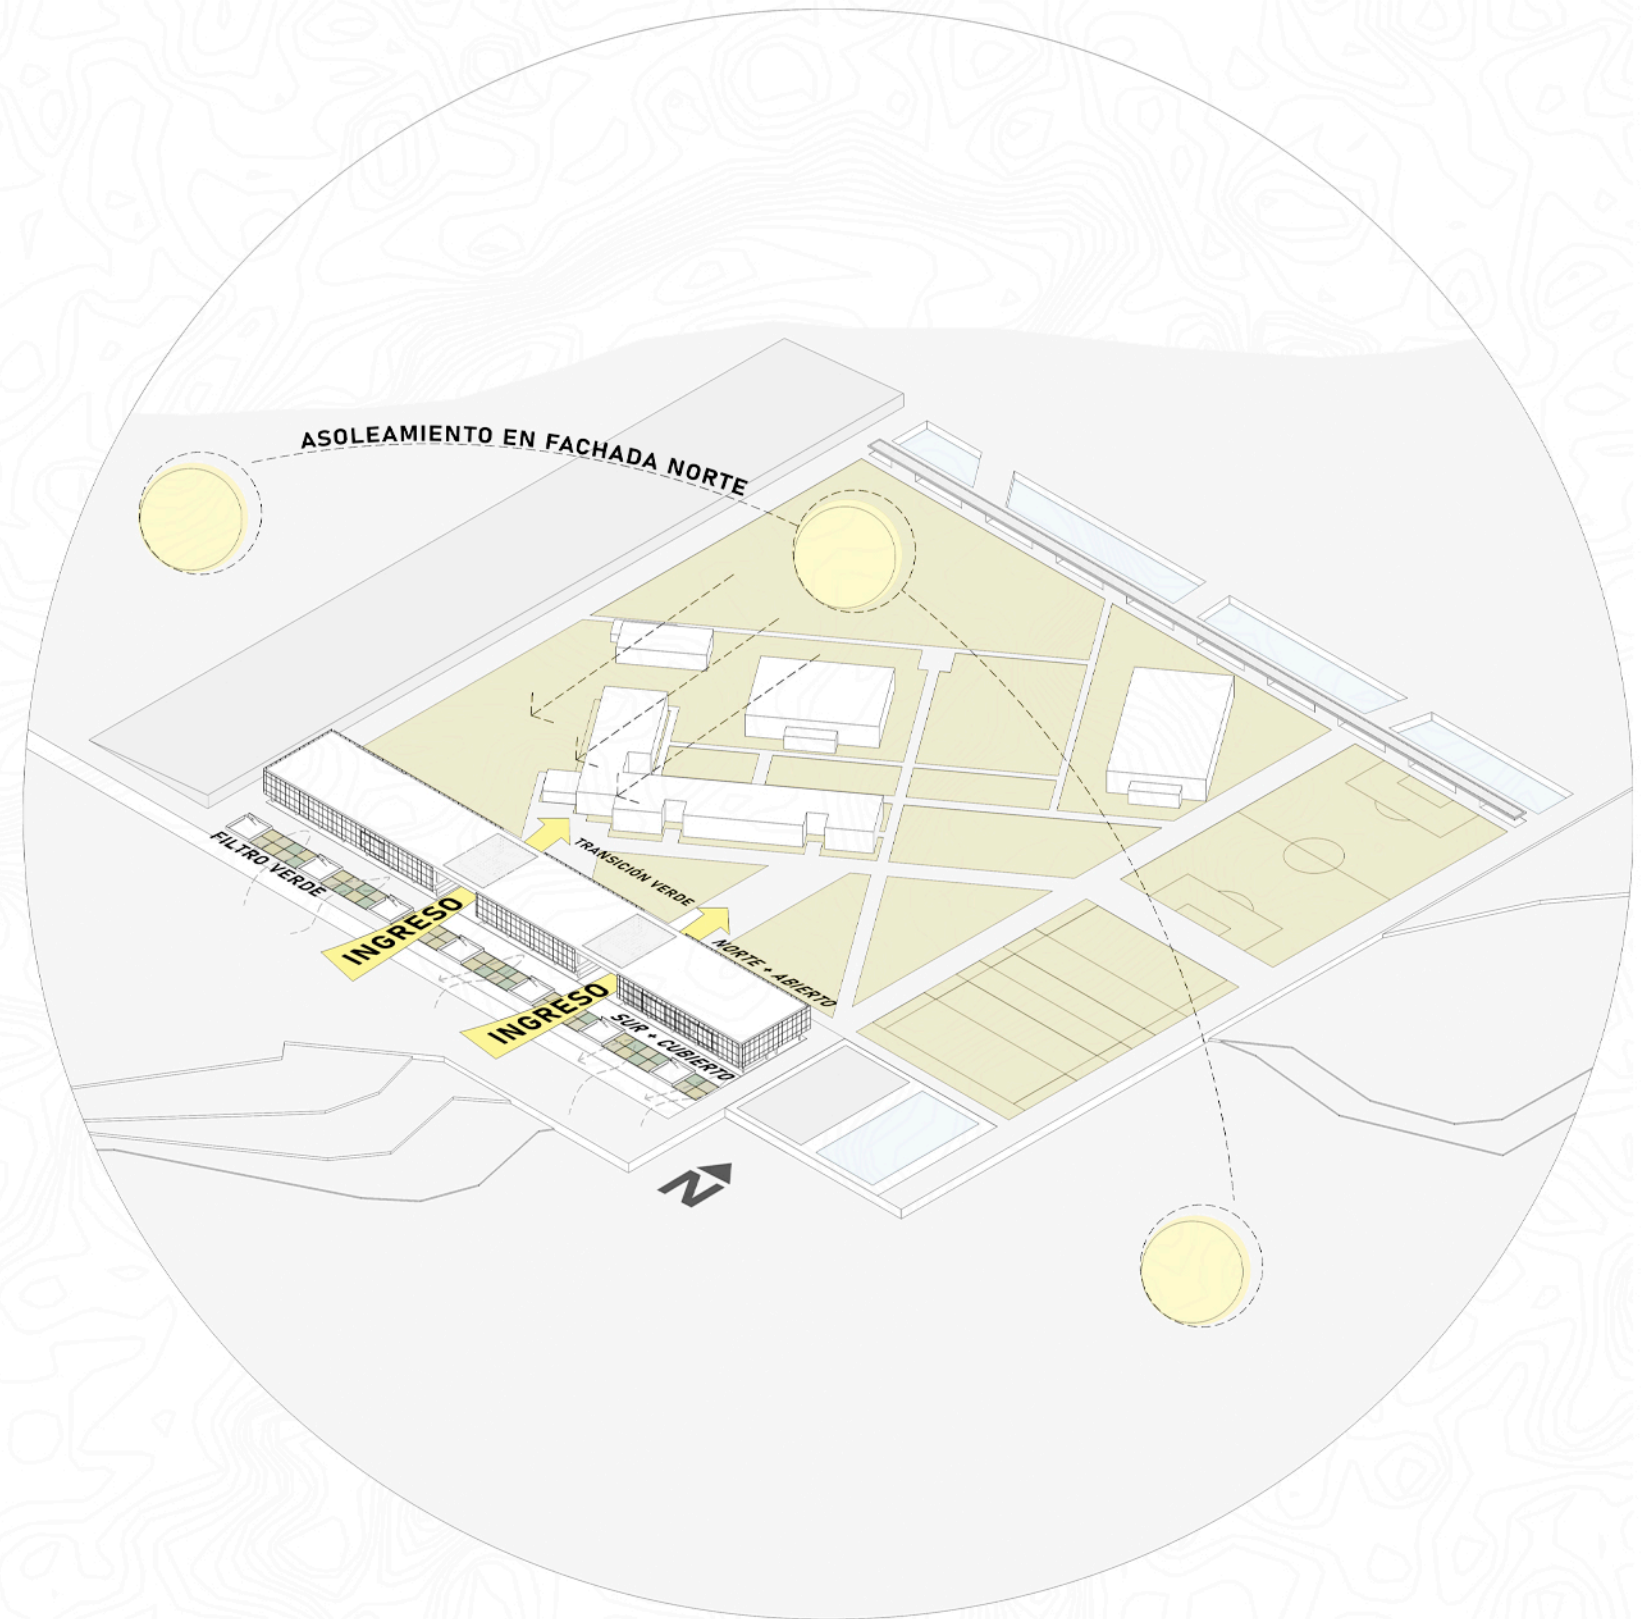 ASOLEAMIENTO EN FACHADA NORTE
FILTRO VERDE
INGRESO
TRANSICIÓN VERDE
NORTE + ABIERTO
INGRESO
SUR + CUBIERTO
N